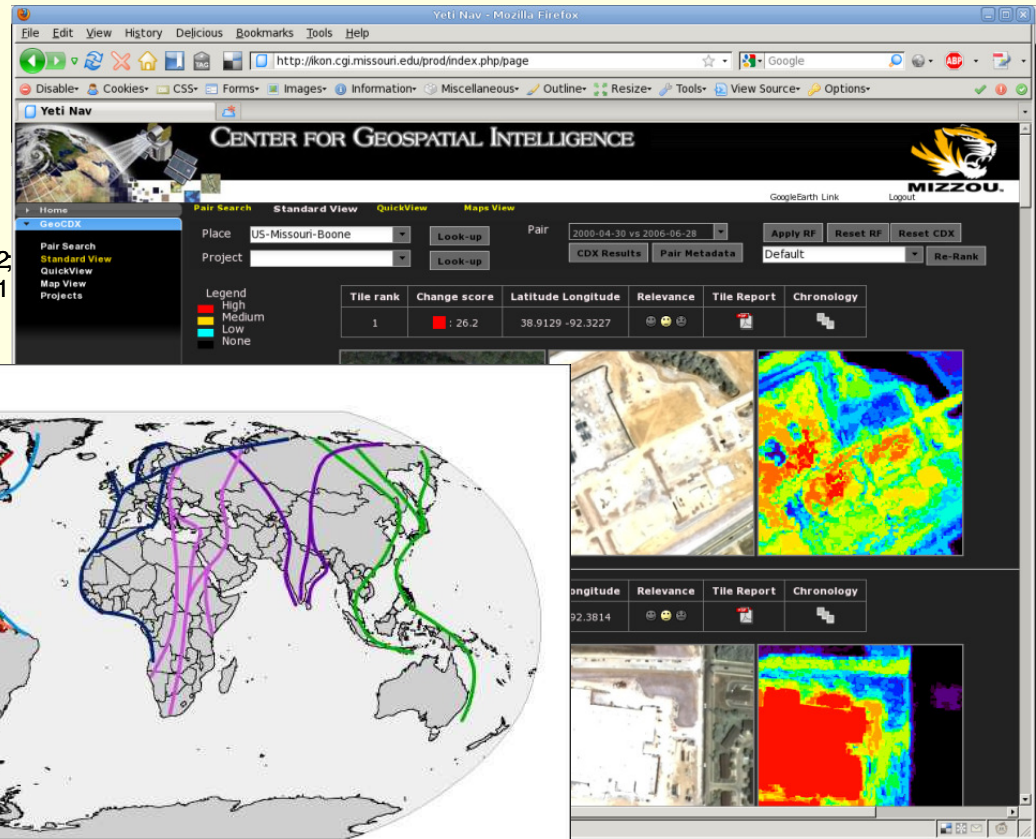 Yeti Nav - Mozilla Firefox
File Edit View History Delicious Bookmarks Tools Help
TAG http://ikon.cgi.missouri.edu/prod/index.php/page Google ABP
Disable Cookies CSS Forms Images Information Miscellaneous Outline Resize Tools View Source Options
Yeti Nav
CENTER FOR GEOSPATIAL INTELLIGENCE
MIZZOU.
GoogleEarth Link Logout
Home
GeoCDX
Pair Search
Standard View
QuickView
Map View
Projects
2
1
Pair Search Standard View QuickView Maps View
Place US-Missouri-Boone Look-up Pair 2000-04-30 vs 2006-06-28 Apply RF Reset RF Reset CDX
Project Look-up CDX Results Pair Metadata Default Re-Rank
Legend
High
Medium
Low
None
Tile rank Change score Latitude Longitude Relevance Tile Report Chronology
1 : 26.2 38.9129 -92.3227
ongitude Relevance Tile Report Chronology
92.3814